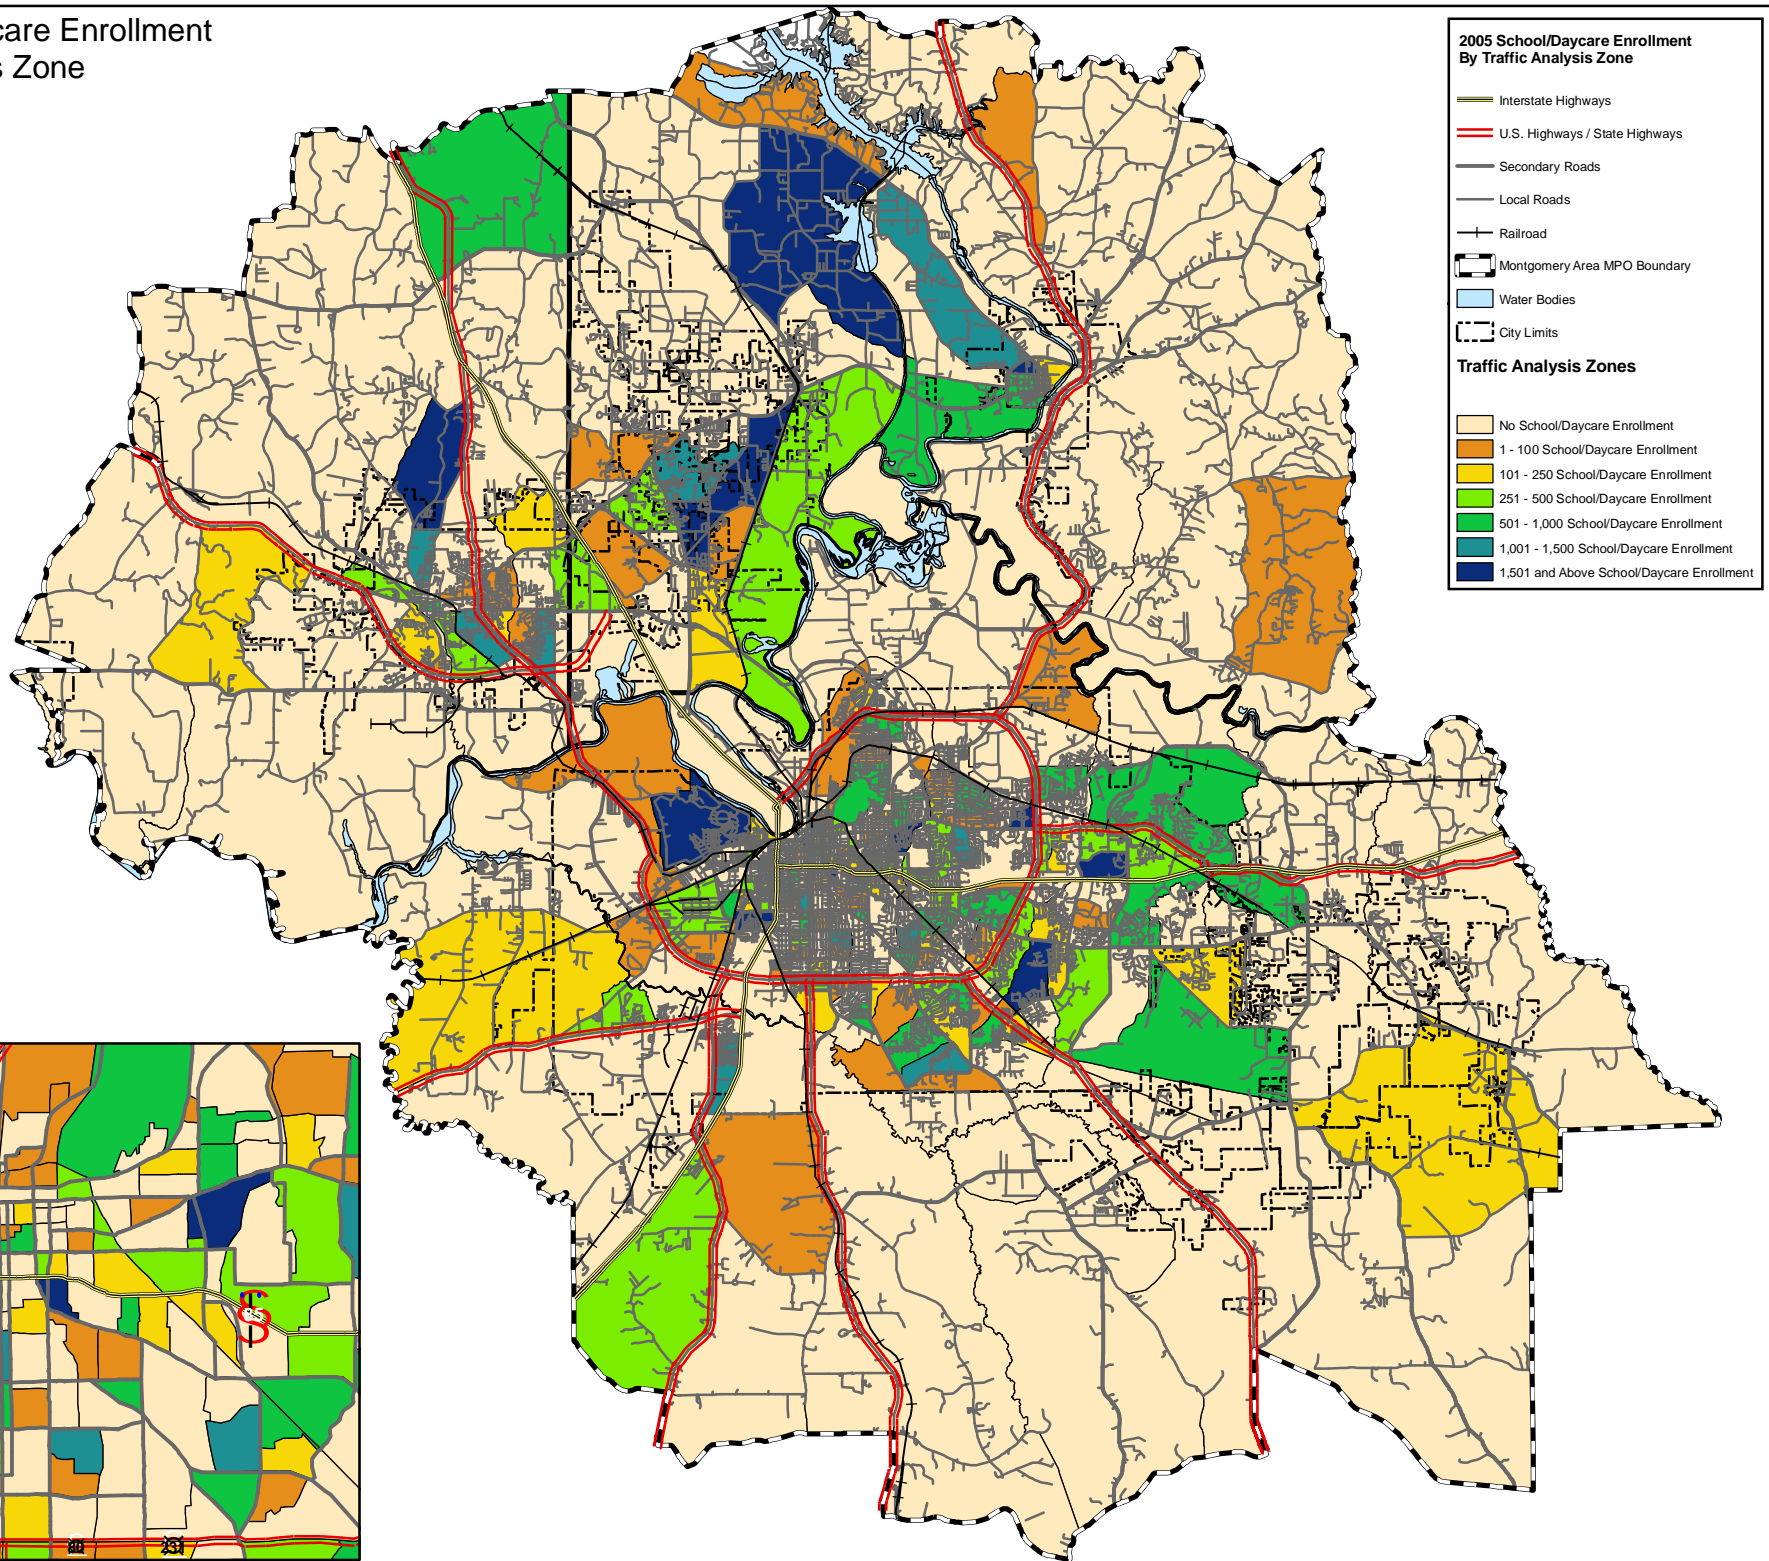 care Enrollment
s Zone
2005 School/Daycare Enrollment
By Traffic Analysis Zone
Interstate Highways
U.S. Highways / State Highways
Secondary Roads
Local Roads
Railroad
Montgomery Area MPO Boundary
Water Bodies
City Limits
Traffic Analysis Zones
No School/Daycare Enrollment
1 - 100 School/Daycare Enrollment
101 - 250 School/Daycare Enrollment
251 - 500 School/Daycare Enrollment
501 - 1,000 School/Daycare Enrollment
1,001 - 1,500 School/Daycare Enrollment
1,501 and Above School/Daycare Enrollment
80
231